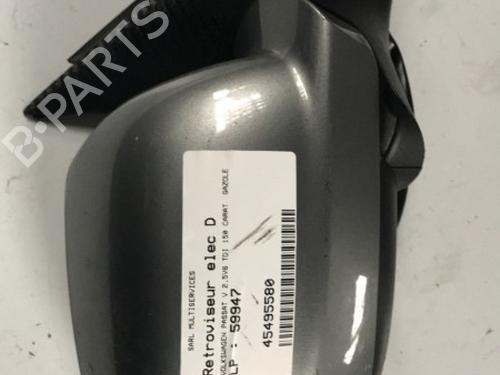 B-PARTS
SARL MULTISERVICES
Retroviseur elec D
VOLKSWAGEN PASSAT V 2.5V6 TDI 150 CARAT GAZOLE
LP : 59947
45495580